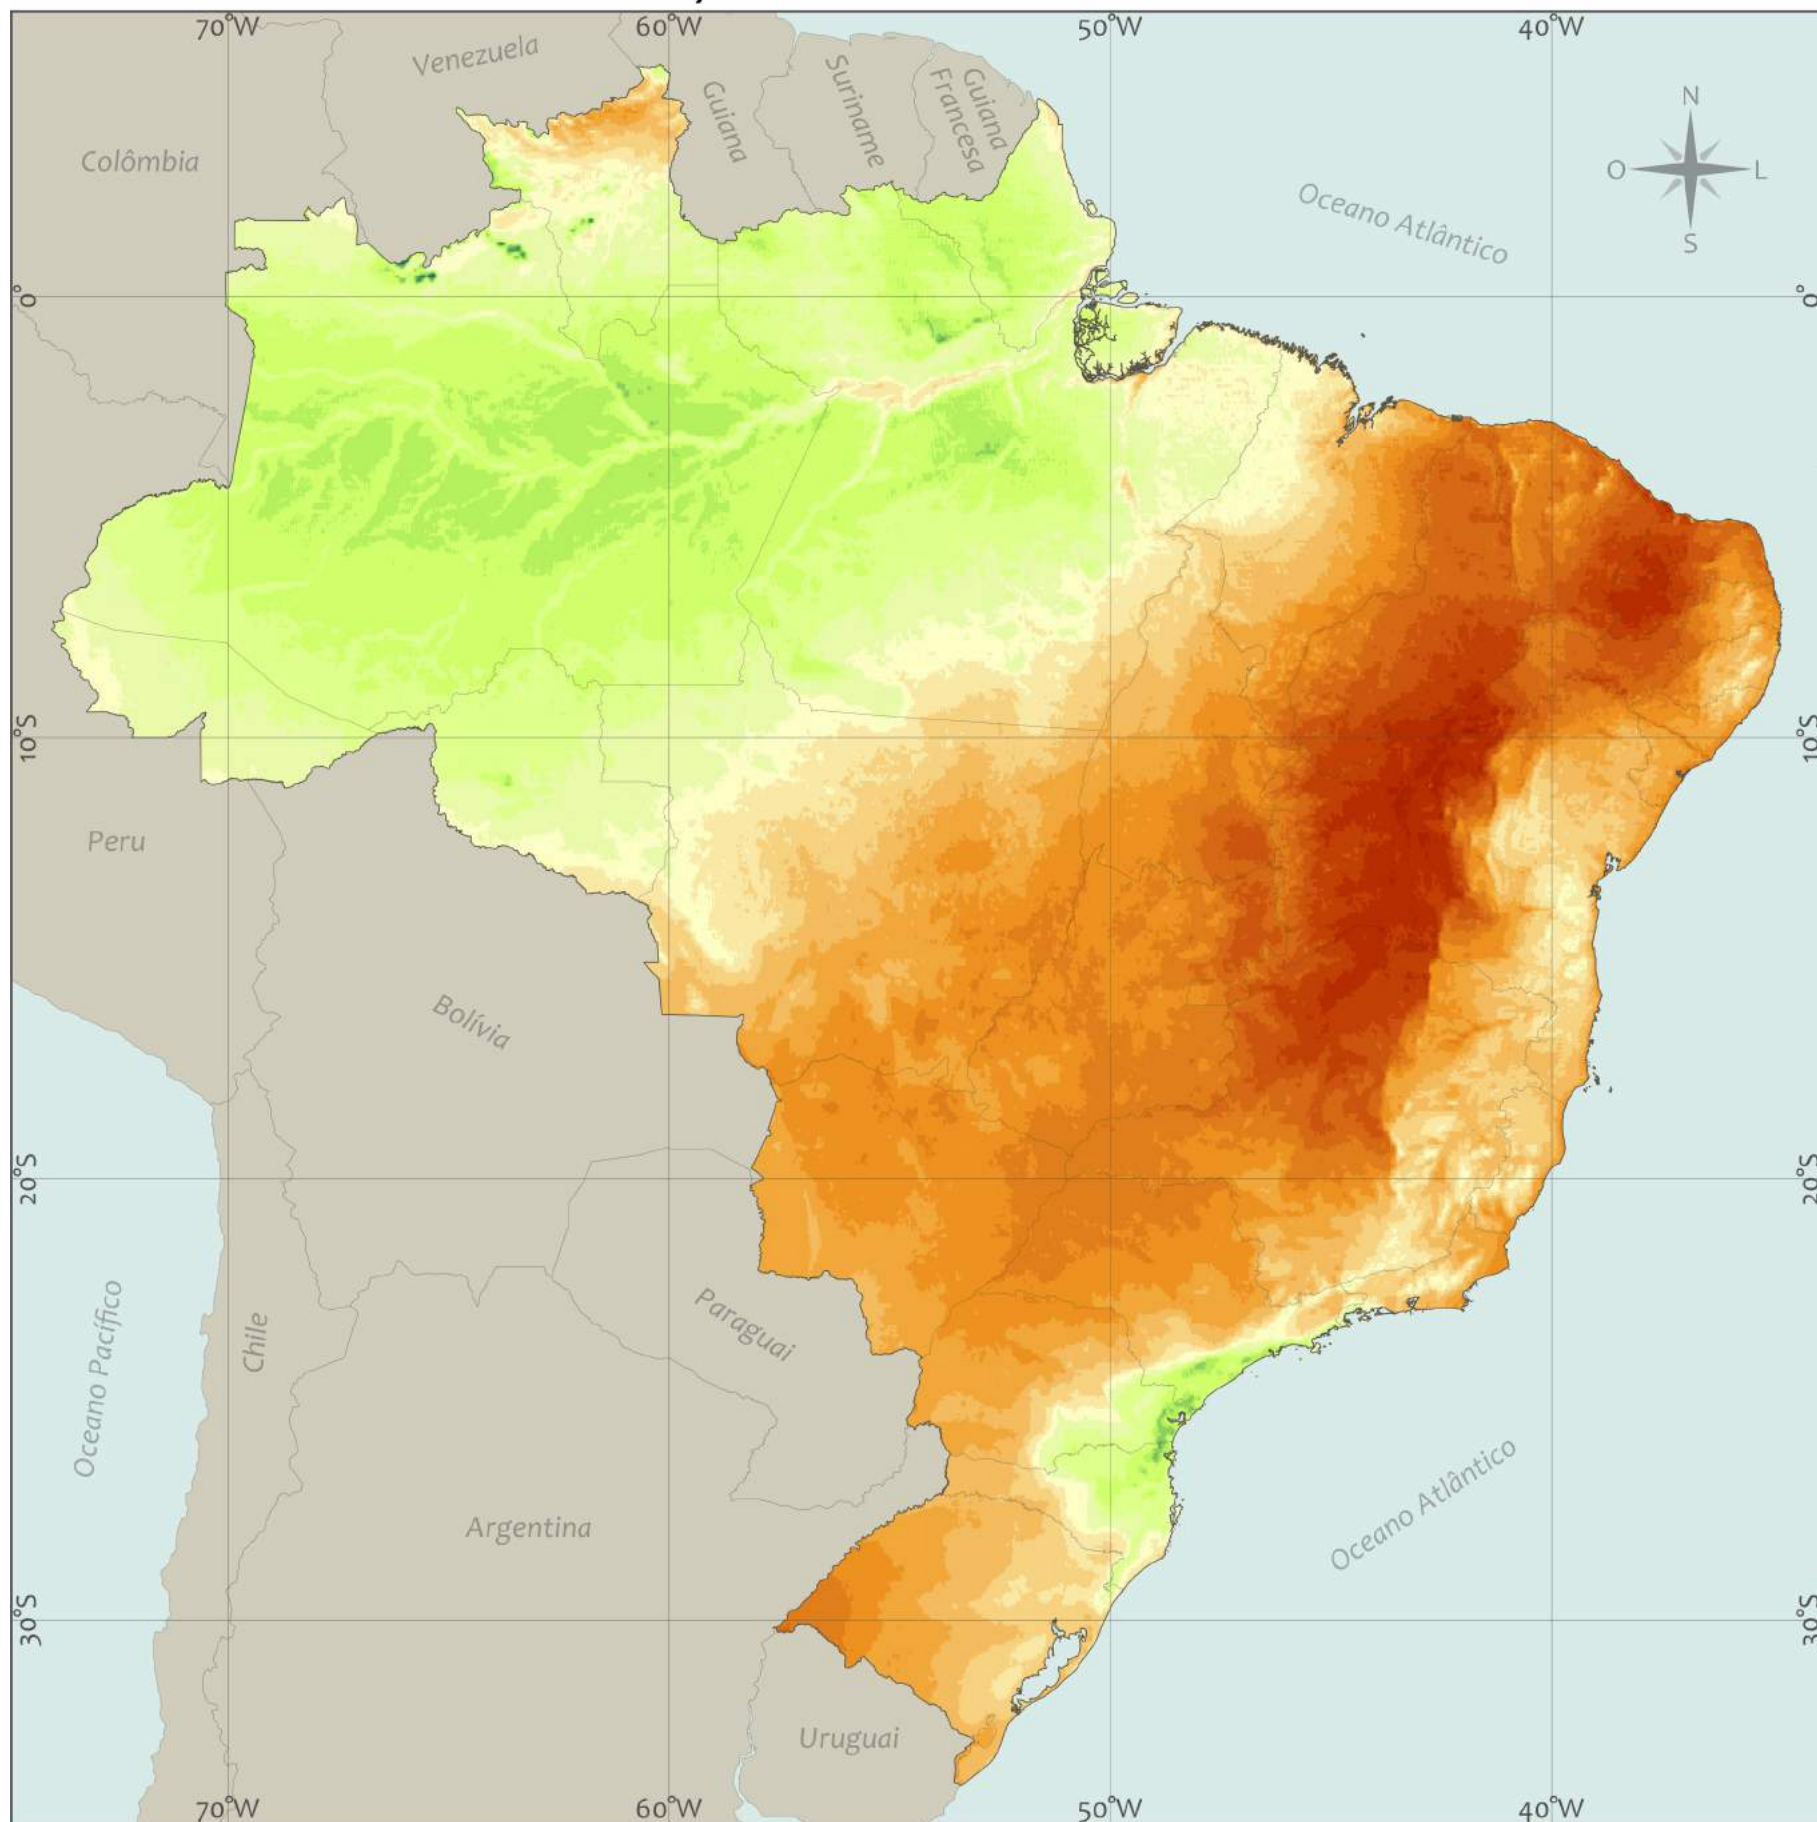 70°W
60°W
50°W
40°W
Venezuela
Guiana
Suriname
Guiana
Francesa
Colômbia
N
O
L
S
Oceano Atlântico
0°
0°
10°S
10°S
Peru
Bolívia
20°S
20°S
Oceano Pacífico
Chile
Paraguai
Argentina
Oceano Atlântico
30°S
30°S
Uruguai
70°W
60°W
50°W
40°W